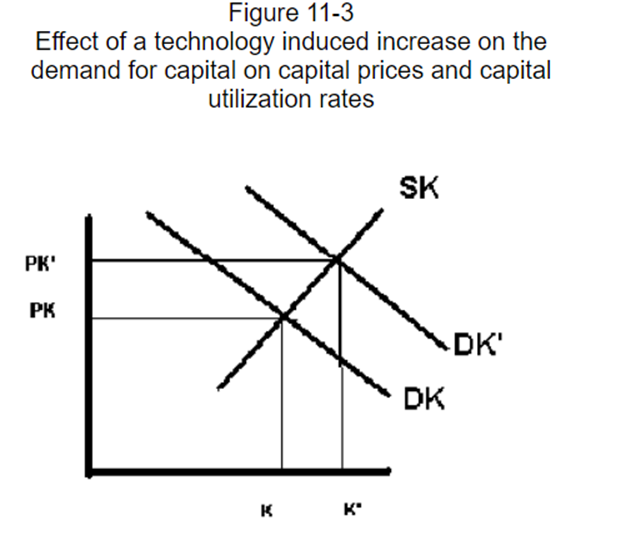 Figure 11-3
Effect of a technology induced increase on the
demand for capital on capital prices and capital
utilization rates
SK
PK'
PK
DK'
DK
K
K'